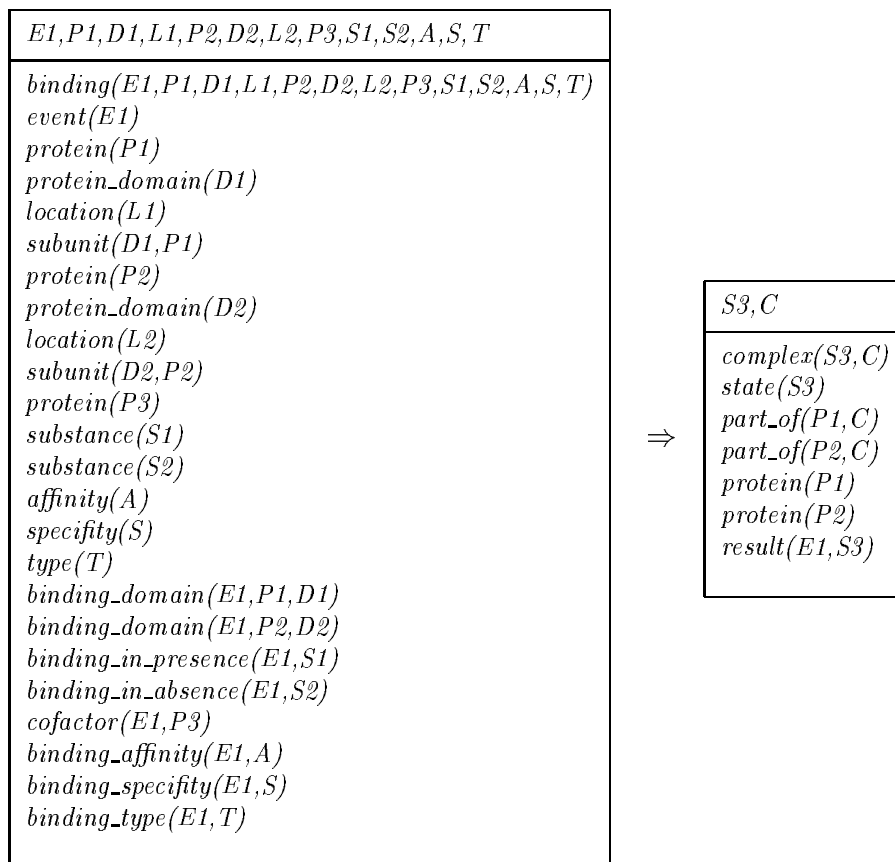 E1,P1,D1,L1,P2,D2,L2,P3,S1,S2,A,S,T
binding(E1,P1,D1,L1,P2,D2,L2,P3,S1,S2,A,S,T)
event(E1)
protein(P1)
protein_domain(D1)
location(L1)
subunit(D1,P1)
protein(P2)
protein_domain(D2)
location(L2)
subunit(D2,P2)
protein(P3)
substance(S1)
substance(S2)
affinity(A)
specifity(S)
type(T)
binding_domain(E1,P1,D1)
binding_domain(E1,P2,D2)
binding_in_presence(E1,S1)
binding_in_absence(E1,S2)
cofactor(E1,P3)
binding_affinity(E1,A)
binding_specifity(E1,S)
binding_type(E1,T)
⇒
S3,C
complex(S3,C)
state(S3)
part_of(P1,C)
part_of(P2,C)
protein(P1)
protein(P2)
result(E1,S3)